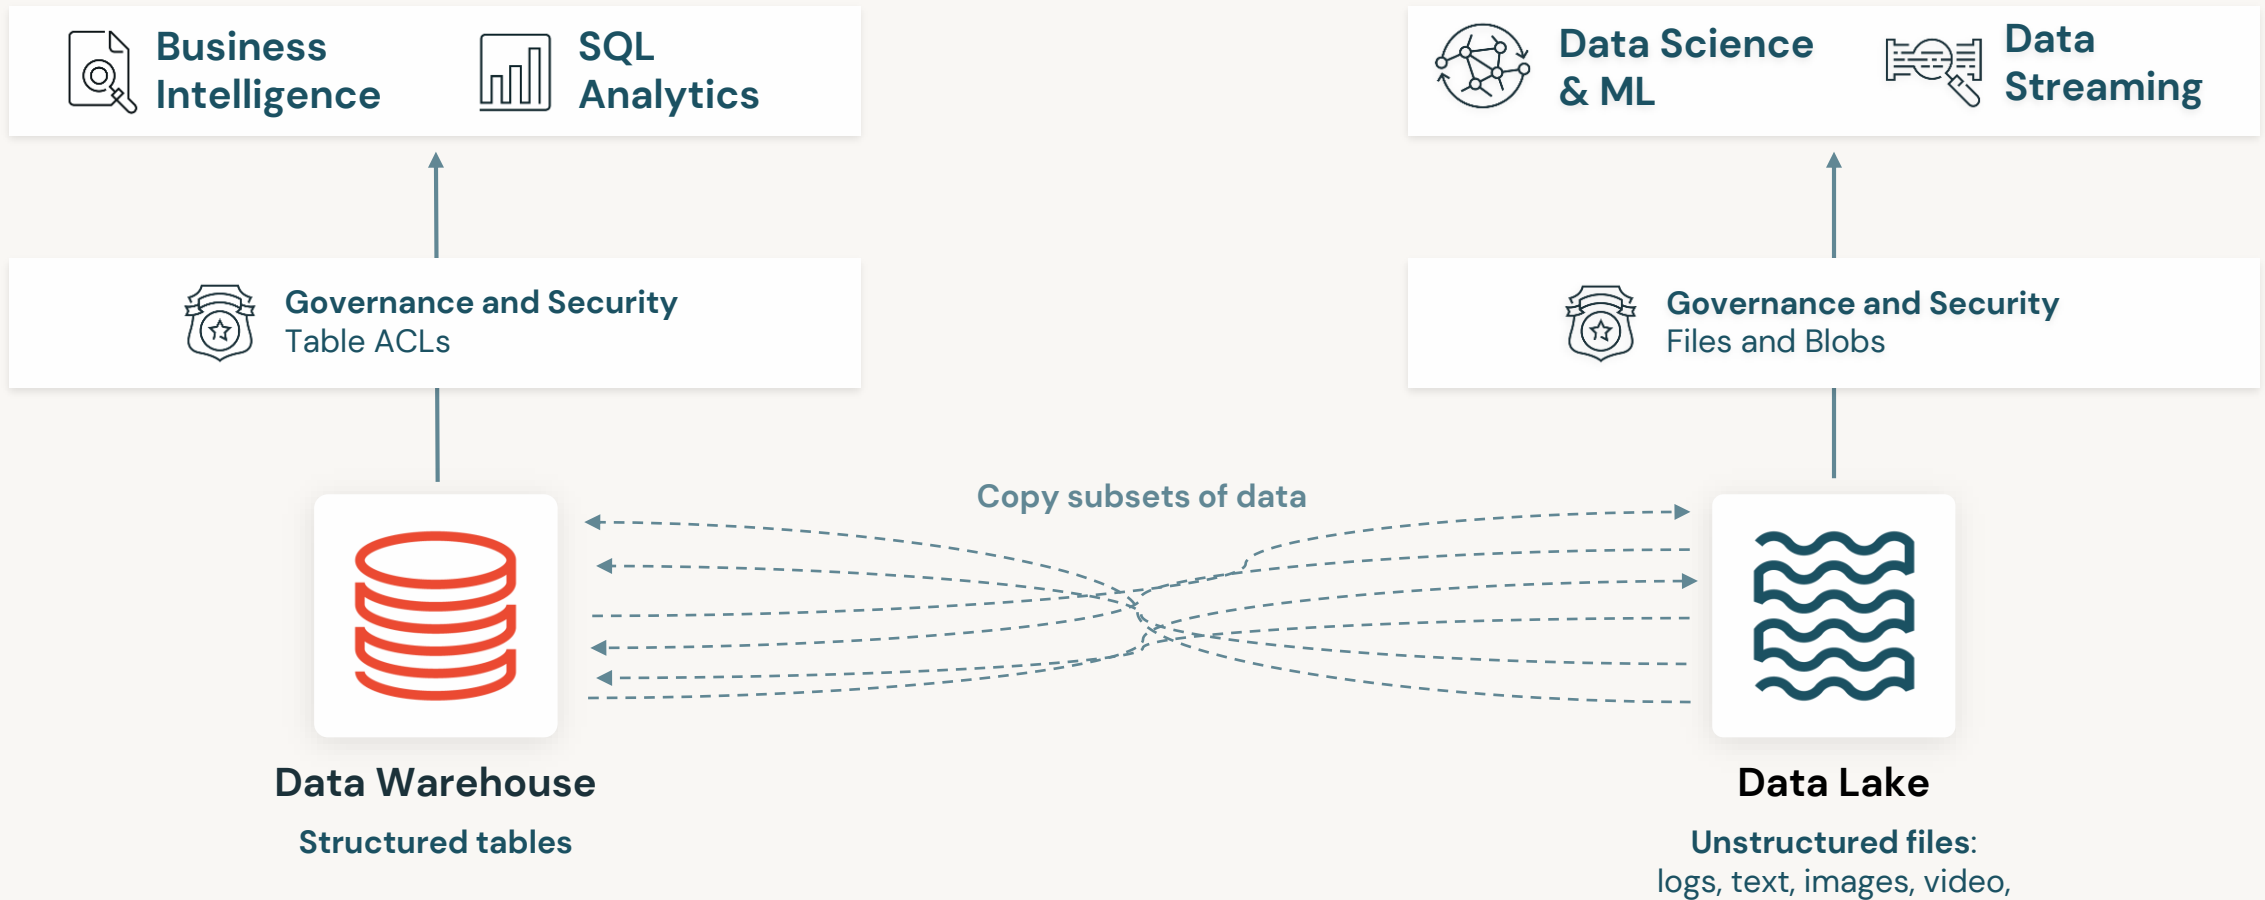 Business
Intelligence
SQL
Analytics
Data Science
& ML
Data
Streaming
Governance and Security
Table ACLs
Governance and Security
Files and Blobs
Copy subsets of data
Data Warehouse
Structured tables
Data Lake
Unstructured files:
logs, text, images, video,